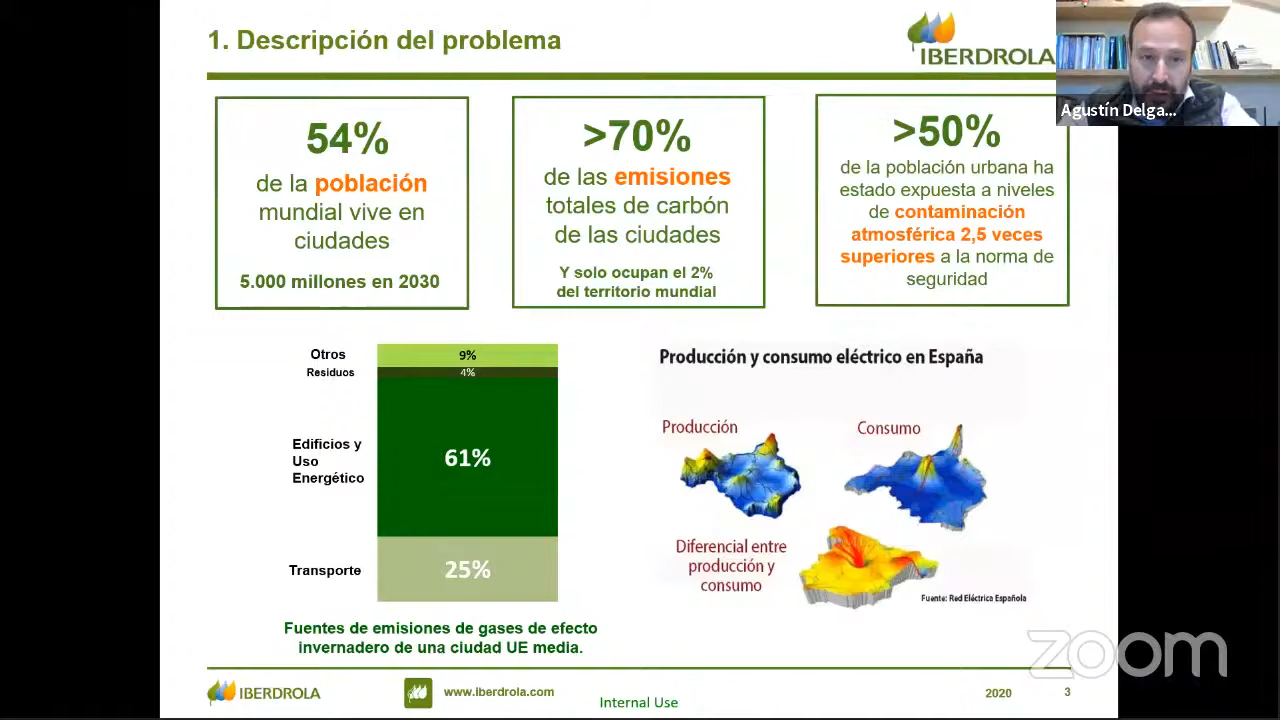 1. Descripción del problema
IBERDROLA
Agustín Delga...
54%
de la población
mundial vive en
ciudades
5.000 millones en 2030
>70%
de las emisiones
totales de carbón
de las ciudades
Y solo ocupan el 2%
del territorio mundial
>50%
de la población urbana ha
estado expuesta a niveles
de contaminación
atmosférica 2,5 veces
superiores a la norma de
seguridad
Otros
9%
Residuos
4%
Edificios y
Uso
Energético
61%
Transporte
25%
Fuentes de emisiones de gases de efecto
invernadero de una ciudad UE media.
Producción y consumo eléctrico en España
Producción
Consumo
Diferencial entre
producción y
consumo
Fuente: Red Eléctrica Española
zoom
IBERDROLA
www.iberdrola.com
Internal Use
2020
3